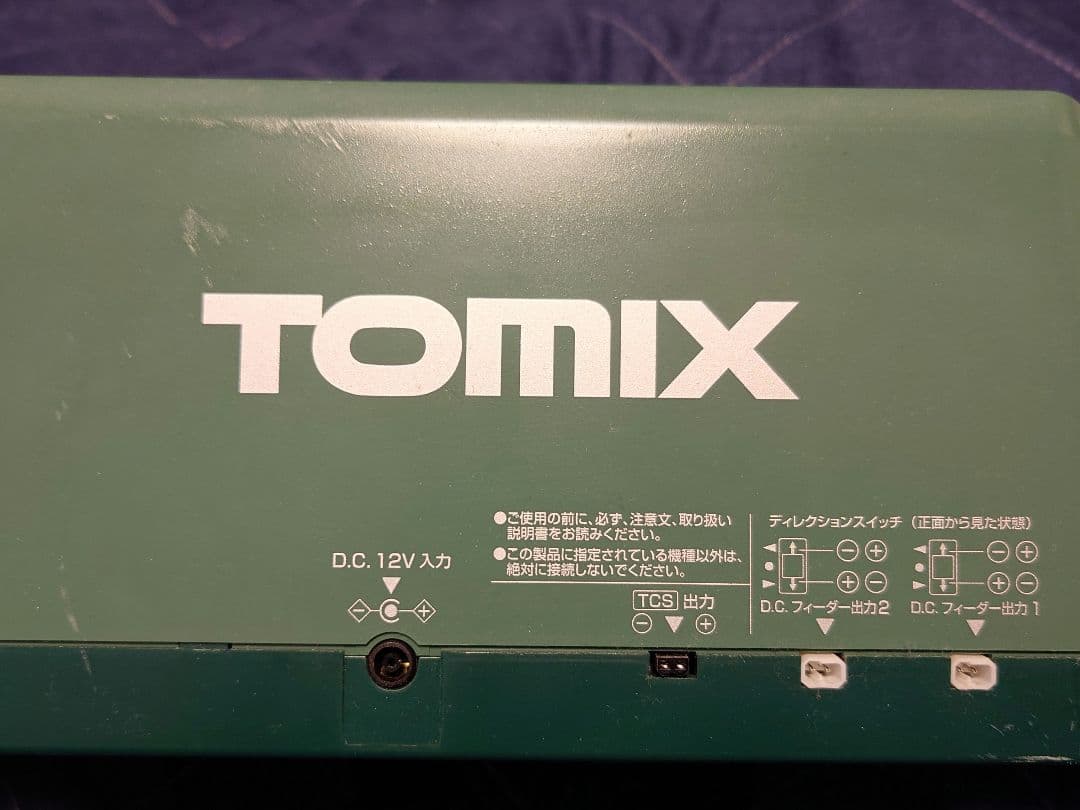 TOMIX
●ご使用の前に、必ず、注意文、取り扱い
説明書をお読みください。
●この製品に指定されている機種以外は、
絶対に接続しないでください。
D.C. 12V 入力
TCS 出力
ディレクションスイッチ (正面から見た状態)
D.C. フィーダー出力2
D.C. フィーダー出力1